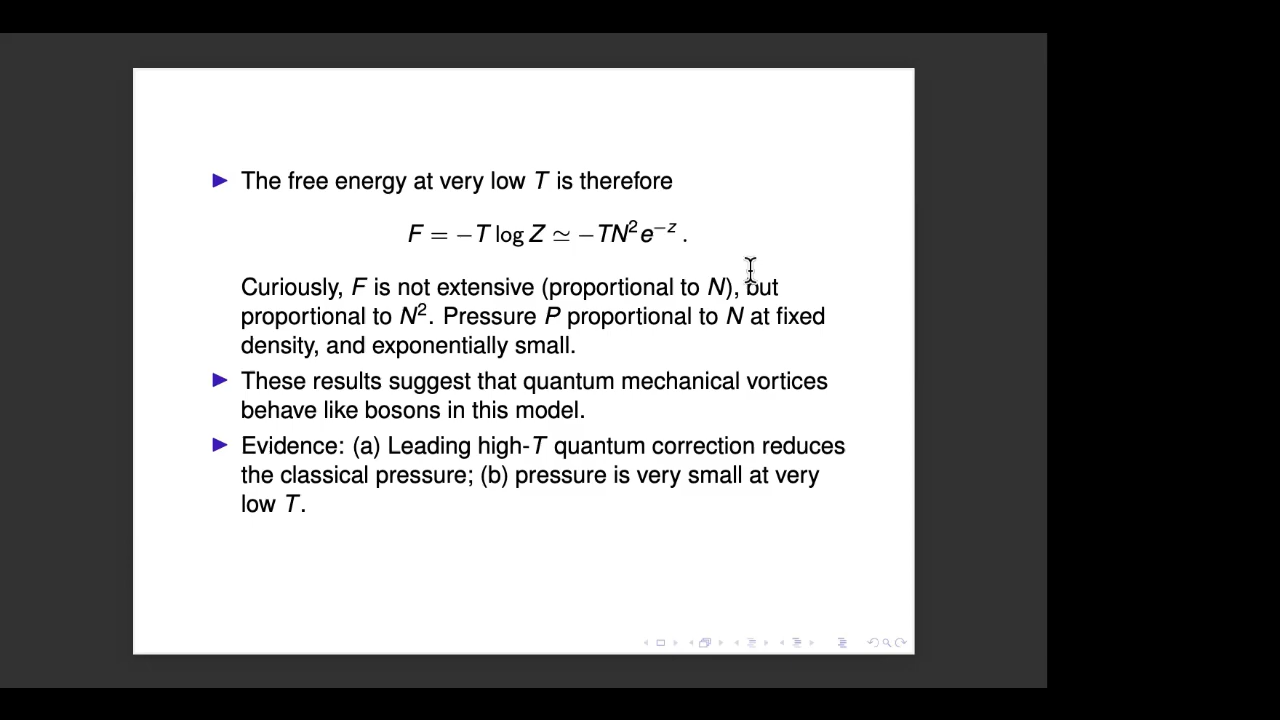 ▶ The free energy at very low T is therefore
F = −T log Z ≃ −TN²e⁻ᶻ .
Curiously, F is not extensive (proportional to N), but
proportional to N². Pressure P proportional to N at fixed
density, and exponentially small.
▶ These results suggest that quantum mechanical vortices
behave like bosons in this model.
▶ Evidence: (a) Leading high-T quantum correction reduces
the classical pressure; (b) pressure is very small at very
low T.